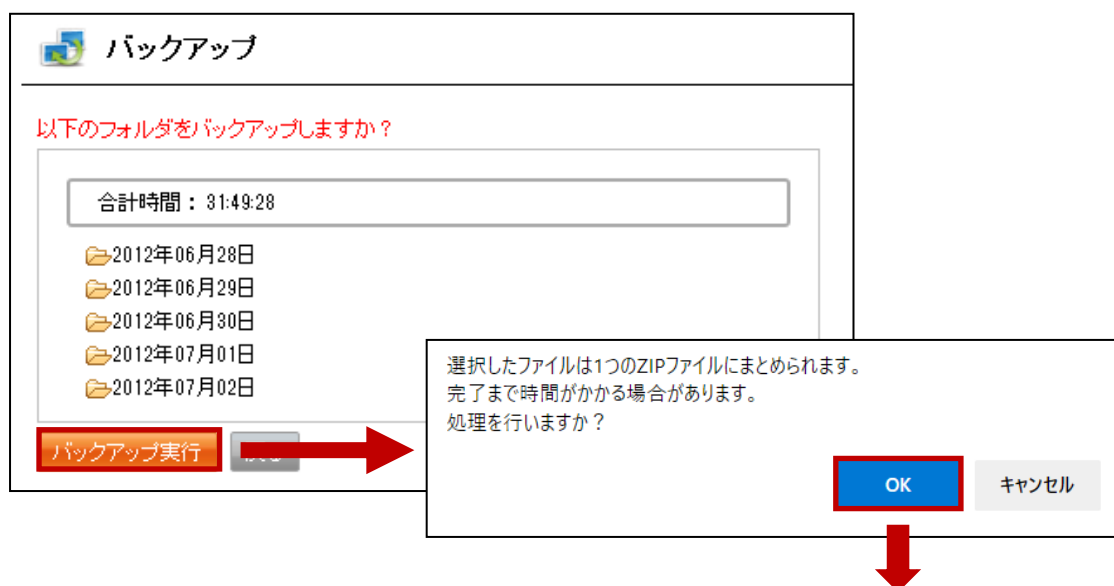 バックアップ
以下のフォルダをバックアップしますか？
合計時間： 31:49:28
2012年06月28日
2012年06月29日
2012年06月30日
2012年07月01日
2012年07月02日
バックアップ実行
選択したファイルは1つのZIPファイルにまとめられます。
完了まで時間がかかる場合があります。
処理を行いますか？
OK キャンセル